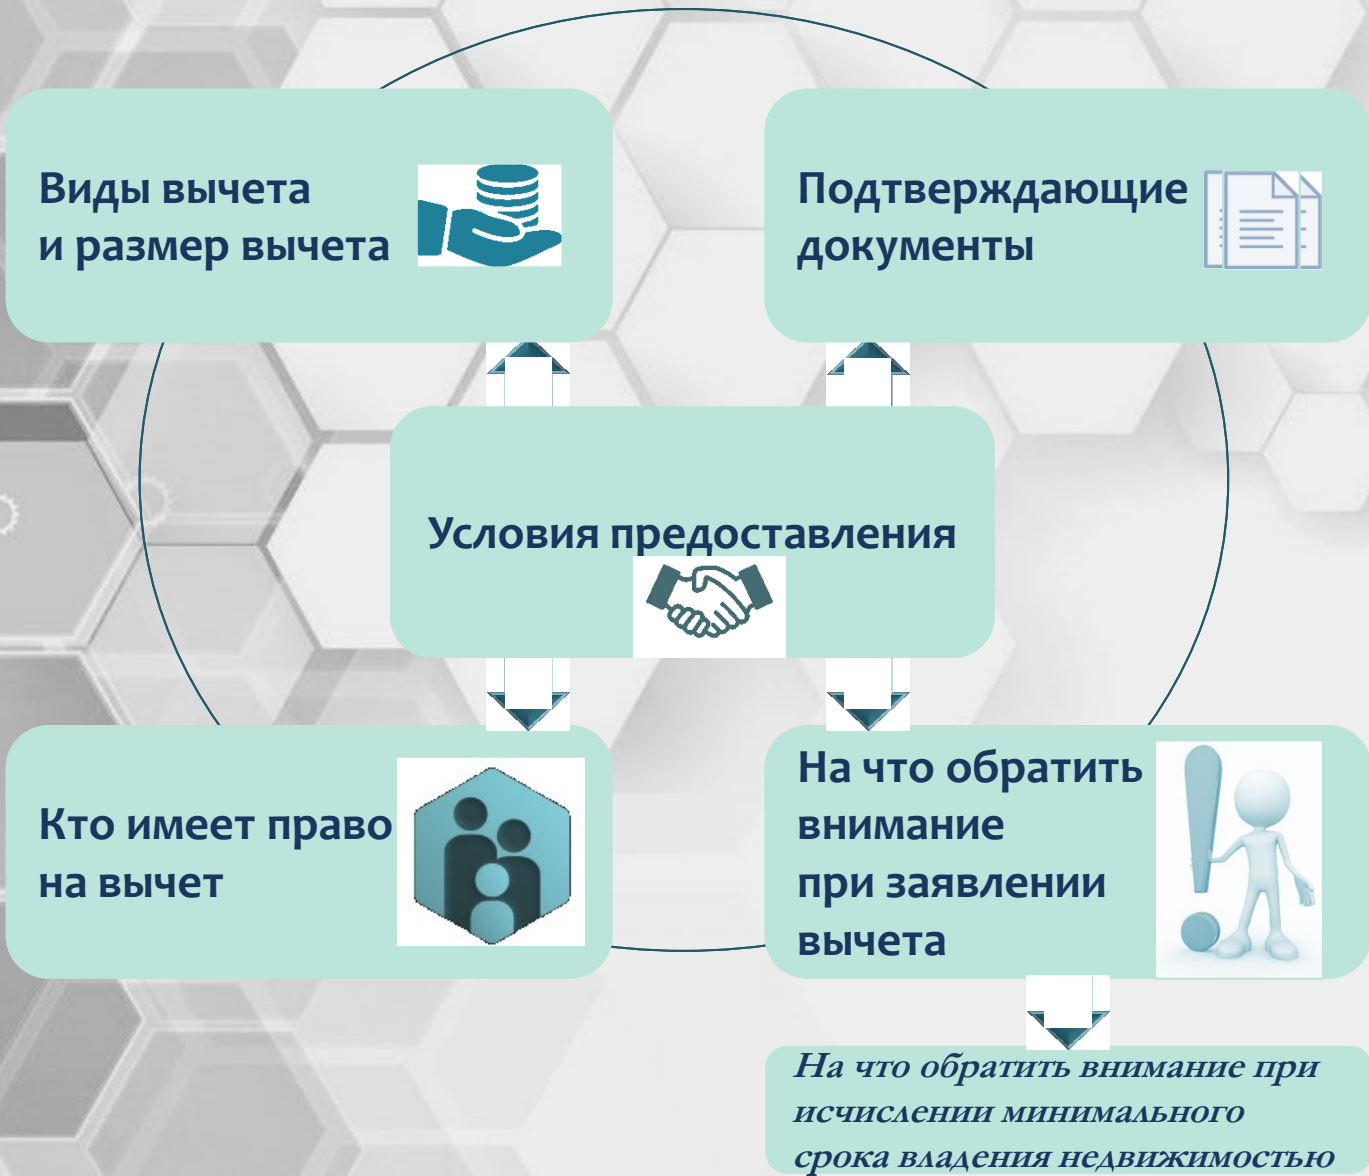 Виды вычета
и размер вычета
Подтверждающие
документы
Условия предоставления
Кто имеет право
на вычет
На что обратить
внимание
при заявлении
вычета
На что обратить внимание при
исчислении минимального
срока владения недвижимостью